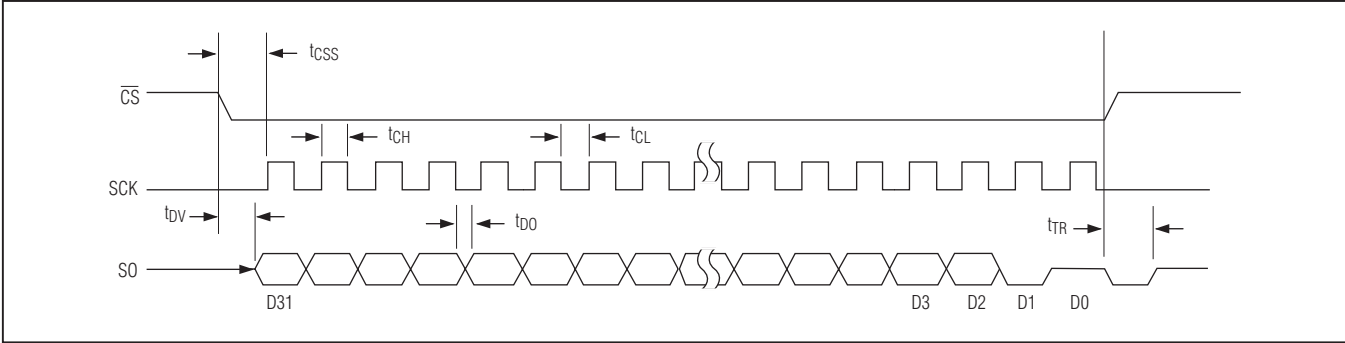 tCSS
CS
tCH
tCL
SCK
tDV
tDO
tTR
SO
D31
D3
D2
D1
D0